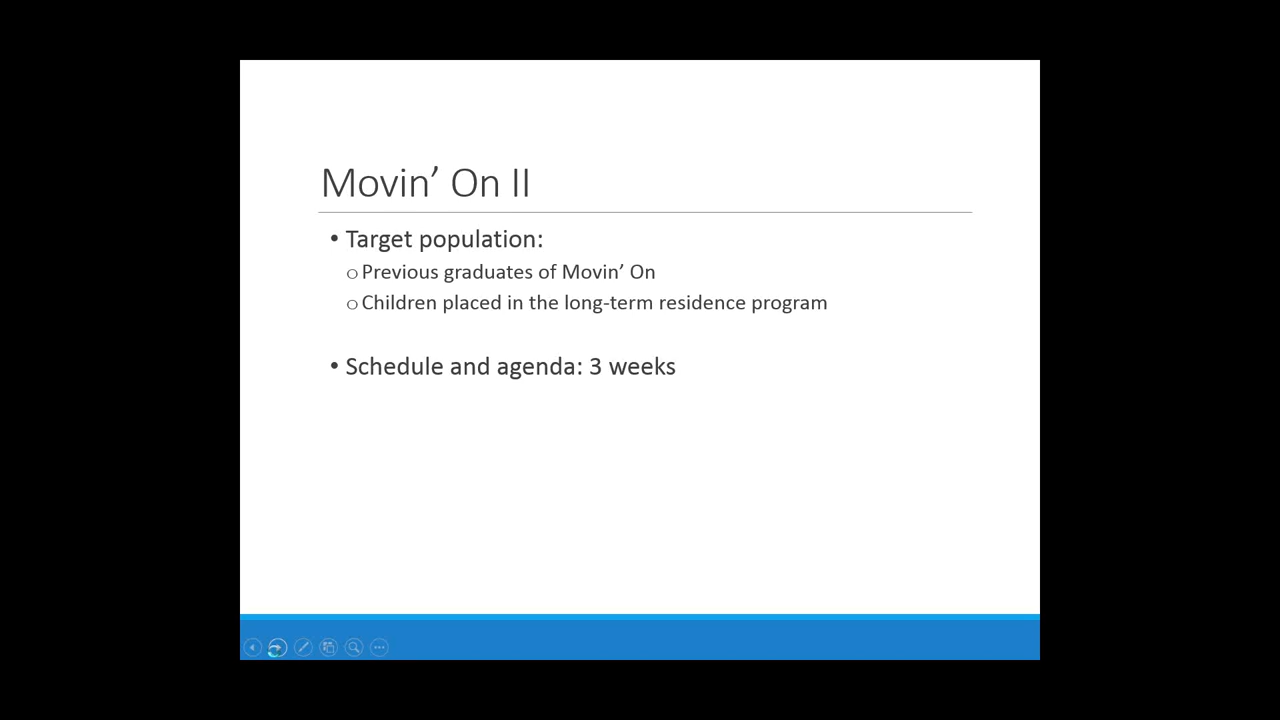 Movin’ On II
• Target population:
○ Previous graduates of Movin’ On
○ Children placed in the long-term residence program
• Schedule and agenda: 3 weeks